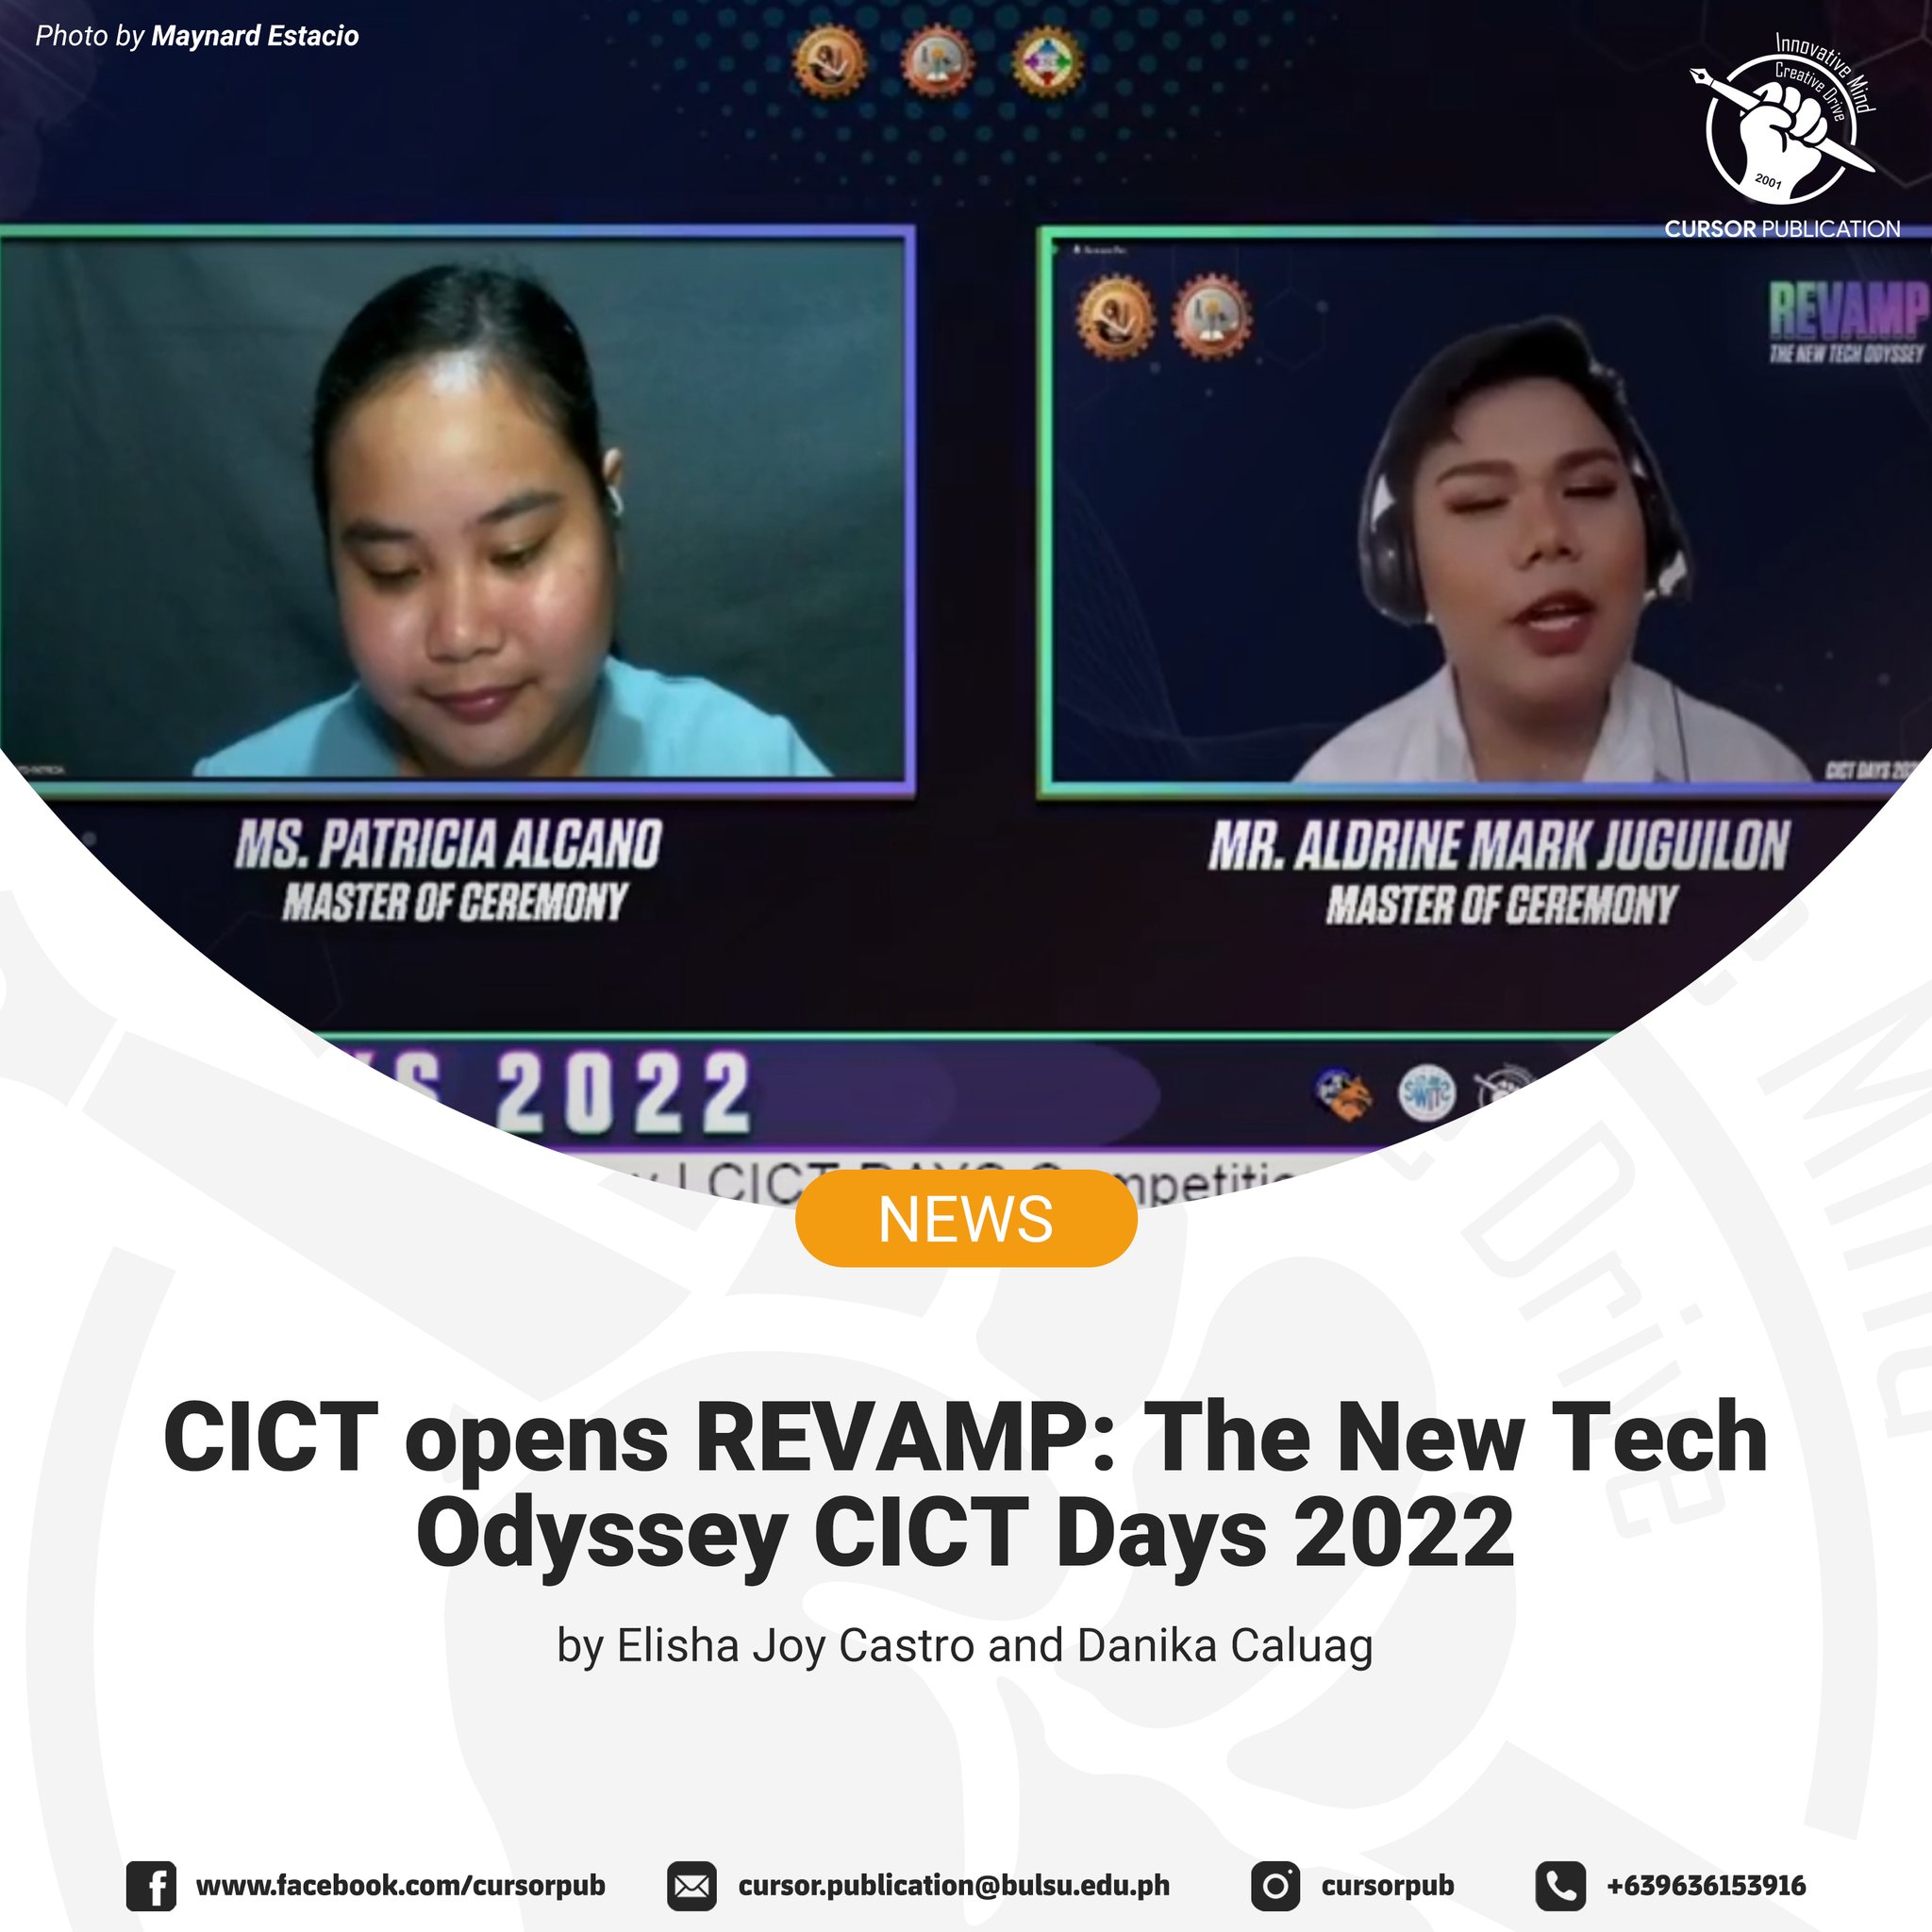 Photo by Maynard Estacio
Innovative Mind
Creative Drive
2001
CURSOR PUBLICATION
REVAMP
THE NEW TECH ODYSSEY
CICT DAYS
MS. PATRICIA ALCANO
MASTER OF CEREMONY
MR. ALDRINE MARK JUGUILON
MASTER OF CEREMONY
2022
CICT
NEWS
CICT opens REVAMP: The New Tech
Odyssey CICT Days 2022
by Elisha Joy Castro and Danika Caluag
www.facebook.com/cursorpub
cursor.publication@bulsu.edu.ph
cursorpub
+639636153916